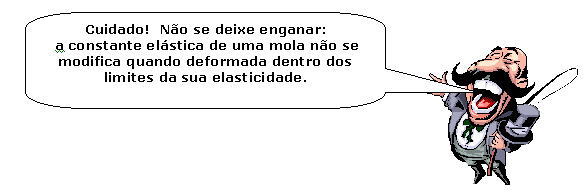 Cuidado!  Não se deixe enganar:
a constante elástica de uma mola não se
modifica quando deformada dentro dos
limites da sua elasticidade.